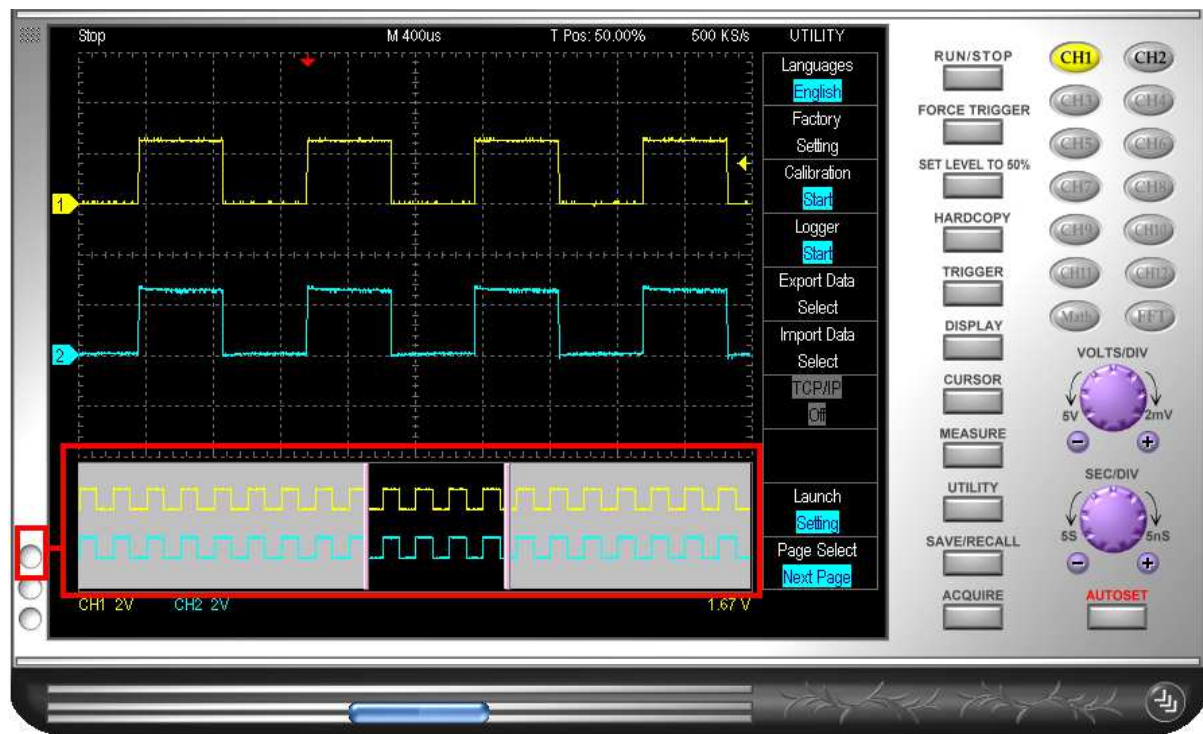 Stop M 400us T Pos: 50.00% 500 KS/s UTILITY
Languages
English
Factory
Setting
Calibration
Start
Logger
Start
Export Data
Select
Import Data
Select
TCP/IP
Off
Launch
Setting
Page Select
Next Page
1
2
CH1 2V CH2 2V 1.67 V
RUN/STOP
FORCE TRIGGER
SET LEVEL TO 50%
HARDCOPY
TRIGGER
DISPLAY
CURSOR
MEASURE
UTILITY
SAVE/RECALL
ACQUIRE
CH1 CH2
CH3 CH4
CH5 CH6
CH7 CH8
CH9 CH10
CH11 CH12
Math FFT
VOLTS/DIV
5V 2mV
SEC/DIV
5S 5nS
AUTOSET